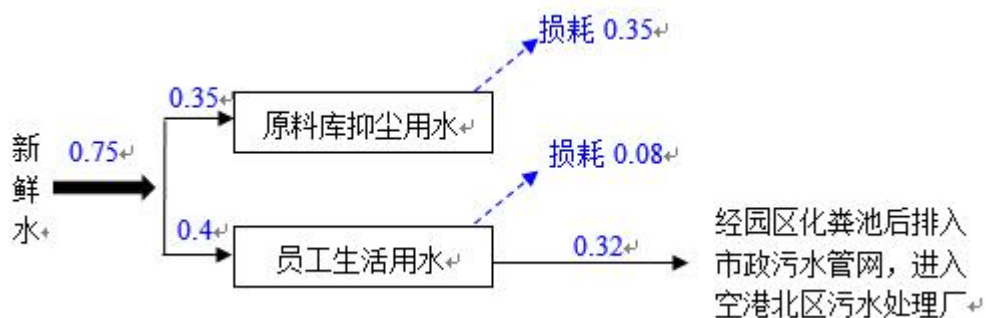 损耗 0.35
0.35
原料库抑尘用水
新
鲜
水
0.75
损耗 0.08
0.4
员工生活用水
0.32
经园区化粪池后排入
市政污水管网，进入
空港北区污水处理厂